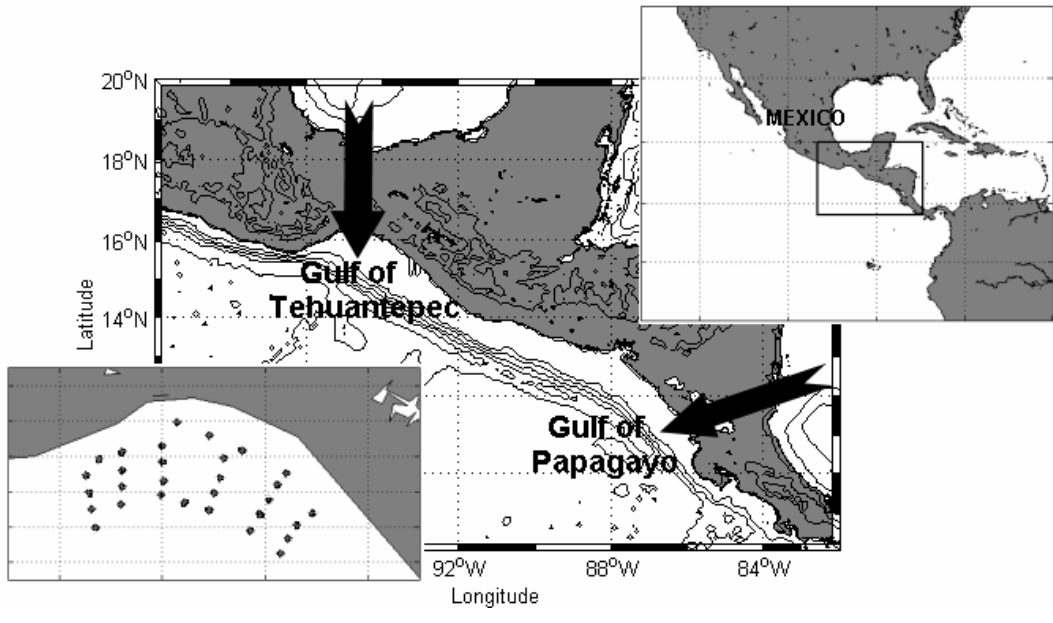 20°N
18°N
16°N
14°N
Latitude
MEXICO
Gulf of
Tehuantepec
Gulf of
Papagayo
92°W
88°W
84°W
Longitude